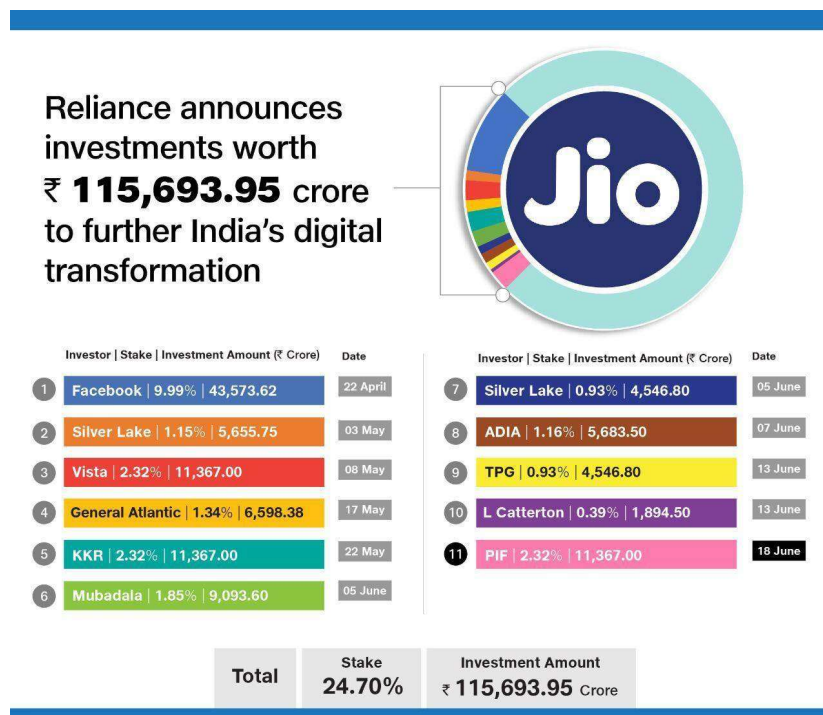 Reliance announces
investments worth
₹ 115,693.95 crore
to further India's digital
transformation
Jio
Investor | Stake | Investment Amount (₹ Crore) Date
1 Facebook | 9.99% | 43,573.62 22 April
2 Silver Lake | 1.15% | 5,655.75 03 May
3 Vista | 2.32% | 11,367.00 08 May
4 General Atlantic | 1.34% | 6,598.38 17 May
5 KKR | 2.32% | 11,367.00 22 May
6 Mubadala | 1.85% | 9,093.60 05 June
Investor | Stake | Investment Amount (₹ Crore) Date
7 Silver Lake | 0.93% | 4,546.80 05 June
8 ADIA | 1.16% | 5,683.50 07 June
9 TPG | 0.93% | 4,546.80 13 June
10 L Catterton | 0.39% | 1,894.50 13 June
11 PIF | 2.32% | 11,367.00 18 June
Total
Stake
24.70%
Investment Amount
₹ 115,693.95 Crore